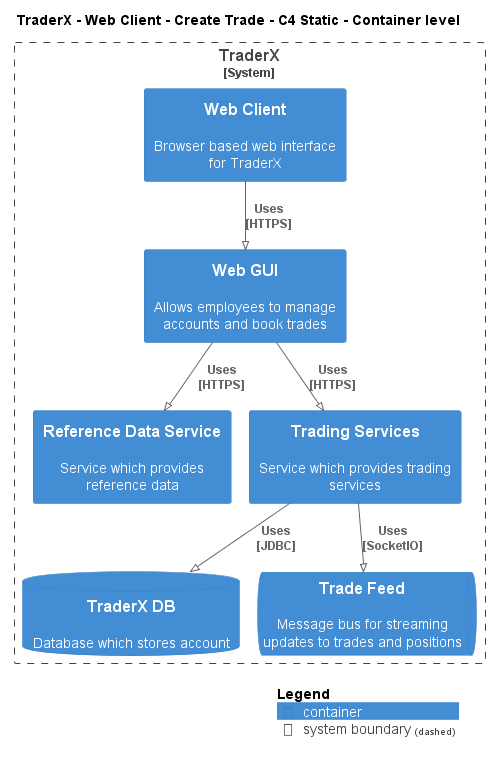 TraderX - Web Client - Create Trade - C4 Static - Container level
TraderX
[System]
Web Client
Browser based web interface
for TraderX
Uses
[HTTPS]
Web GUI
Allows employees to manage
accounts and book trades
Uses
[HTTPS]
Uses
[HTTPS]
Reference Data Service
Service which provides
reference data
Trading Services
Service which provides trading
services
Uses
[JDBC]
Uses
[SocketIO]
TraderX DB
Database which stores account
Trade Feed
Message bus for streaming
updates to trades and positions
Legend
container
system boundary (dashed)